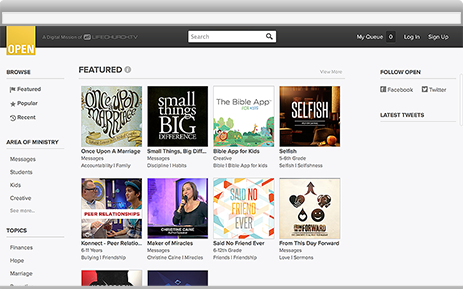 OPEN
A Digital Mission of LIFECHURCH.TV
Search
My Queue 0 Log In Sign Up
BROWSE
Featured
Popular
Recent
AREA OF MINISTRY
Messages
Students
Kids
Creative
See more...
TOPICS
Finances
Hope
Marriage
FEATURED
View More
Once upon A MARRIAGE
small things BIG DIFFERENCE
The Bible App FOR KIDS
SELFISH
Once Upon A Marriage
Messages
Accountability | Family
Small Things, Big Diff...
Messages
Discipline | Habits
Bible App for Kids
Creative
Bible | Bible App for Kids
Selfish
5-6th Grade
Selfish | Selfishness
PEER RELATIONSHIPS
CHRISTINE CAINE
SAID NO FRIEND EVER
FORWARD
Konnect - Peer Relatio...
6-11 Years
Bullying | Friendship
Maker of Miracles
Messages
Christine Caine
Said No Friend Ever
6-12th Grade
Friends | Friendship
From This Day Forward
Messages
Love | Sermons
FOLLOW OPEN
Facebook Twitter
LATEST TWEETS